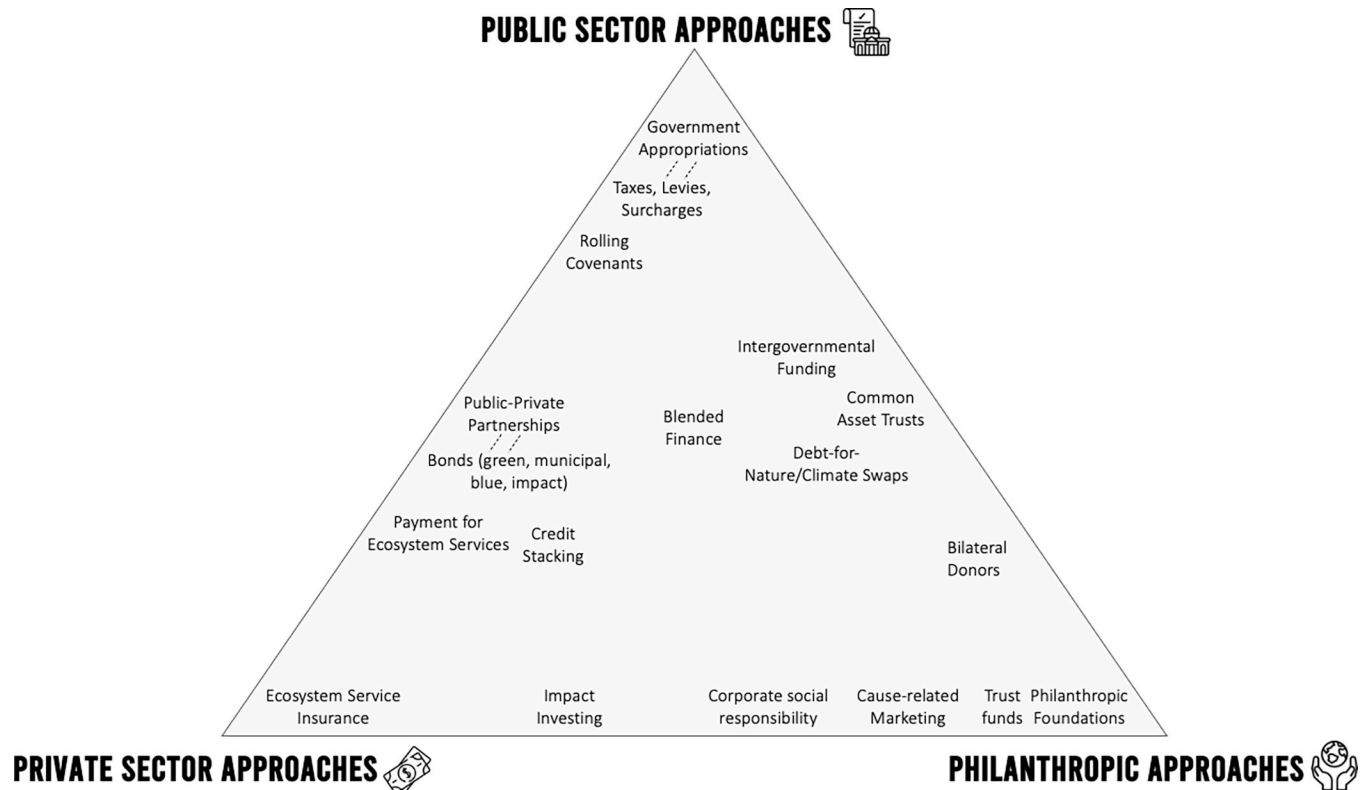 PUBLIC SECTOR APPROACHES
Government
Appropriations
Taxes, Levies,
Surcharges
Rolling
Covenants
Intergovernmental
Funding
Common
Asset Trusts
Public-Private
Partnerships
Blended
Finance
Debt-for-
Nature/Climate Swaps
Bonds (green, municipal,
blue, impact)
Payment for
Ecosystem Services
Credit
Stacking
Bilateral
Donors
Ecosystem Service
Insurance
Impact
Investing
Corporate social
responsibility
Cause-related
Marketing
Trust
funds
Philanthropic
Foundations
PRIVATE SECTOR APPROACHES
PHILANTHROPIC APPROACHES